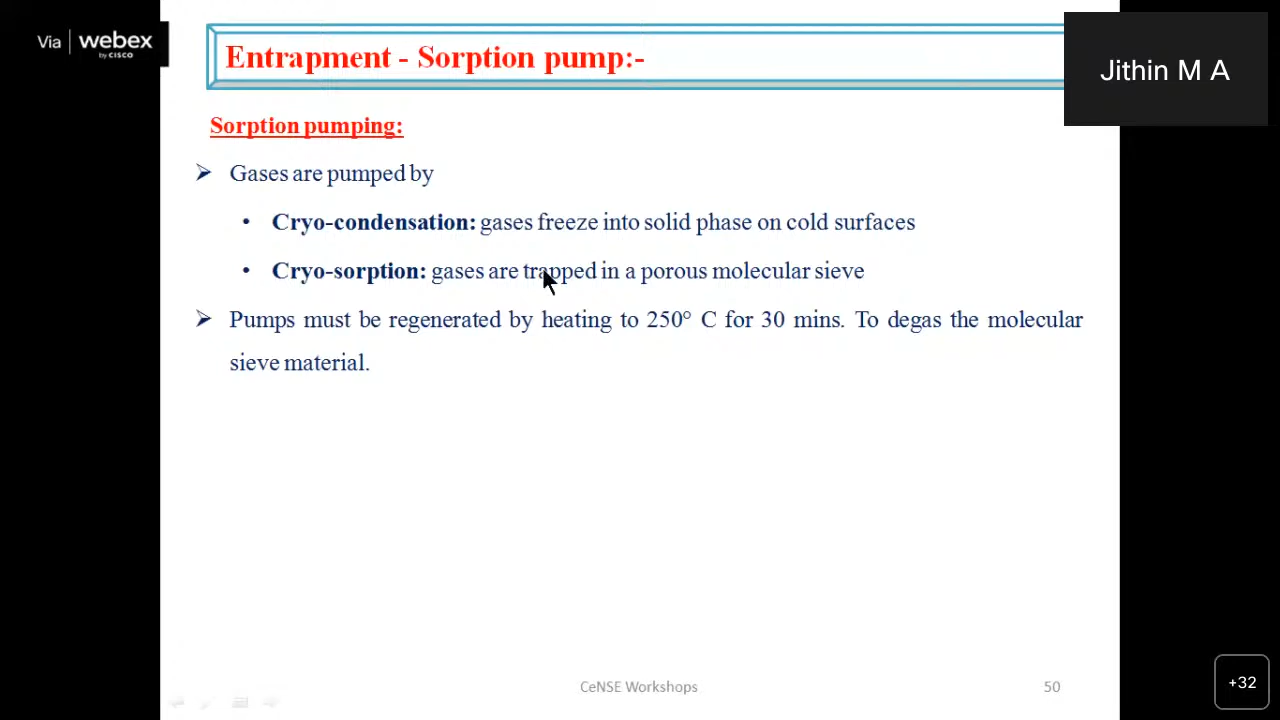 Via | webex
by CISCO
Entrapment - Sorption pump:-
Jithin M A
Sorption pumping:
➢ Gases are pumped by
• Cryo-condensation: gases freeze into solid phase on cold surfaces
• Cryo-sorption: gases are trapped in a porous molecular sieve
➢ Pumps must be regenerated by heating to 250° C for 30 mins. To degas the molecular
sieve material.
CeNSE Workshops
50
+32